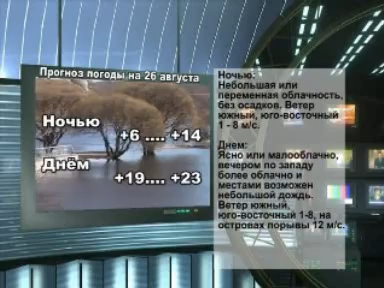 Прогноз погоды на 26 августа
Ночью
+6 .... +14
Днём
+19.... +23
Ночью:
Небольшая или
переменная облачность,
без осадков. Ветер
южный, юго-восточный
1 - 8 м/с.
Днем:
Ясно или малооблачно,
вечером по западу
более облачно и
местами возможен
небольшой дождь.
Ветер южный,
юго-восточный 1-8, на
островах порывы 12 м/с.